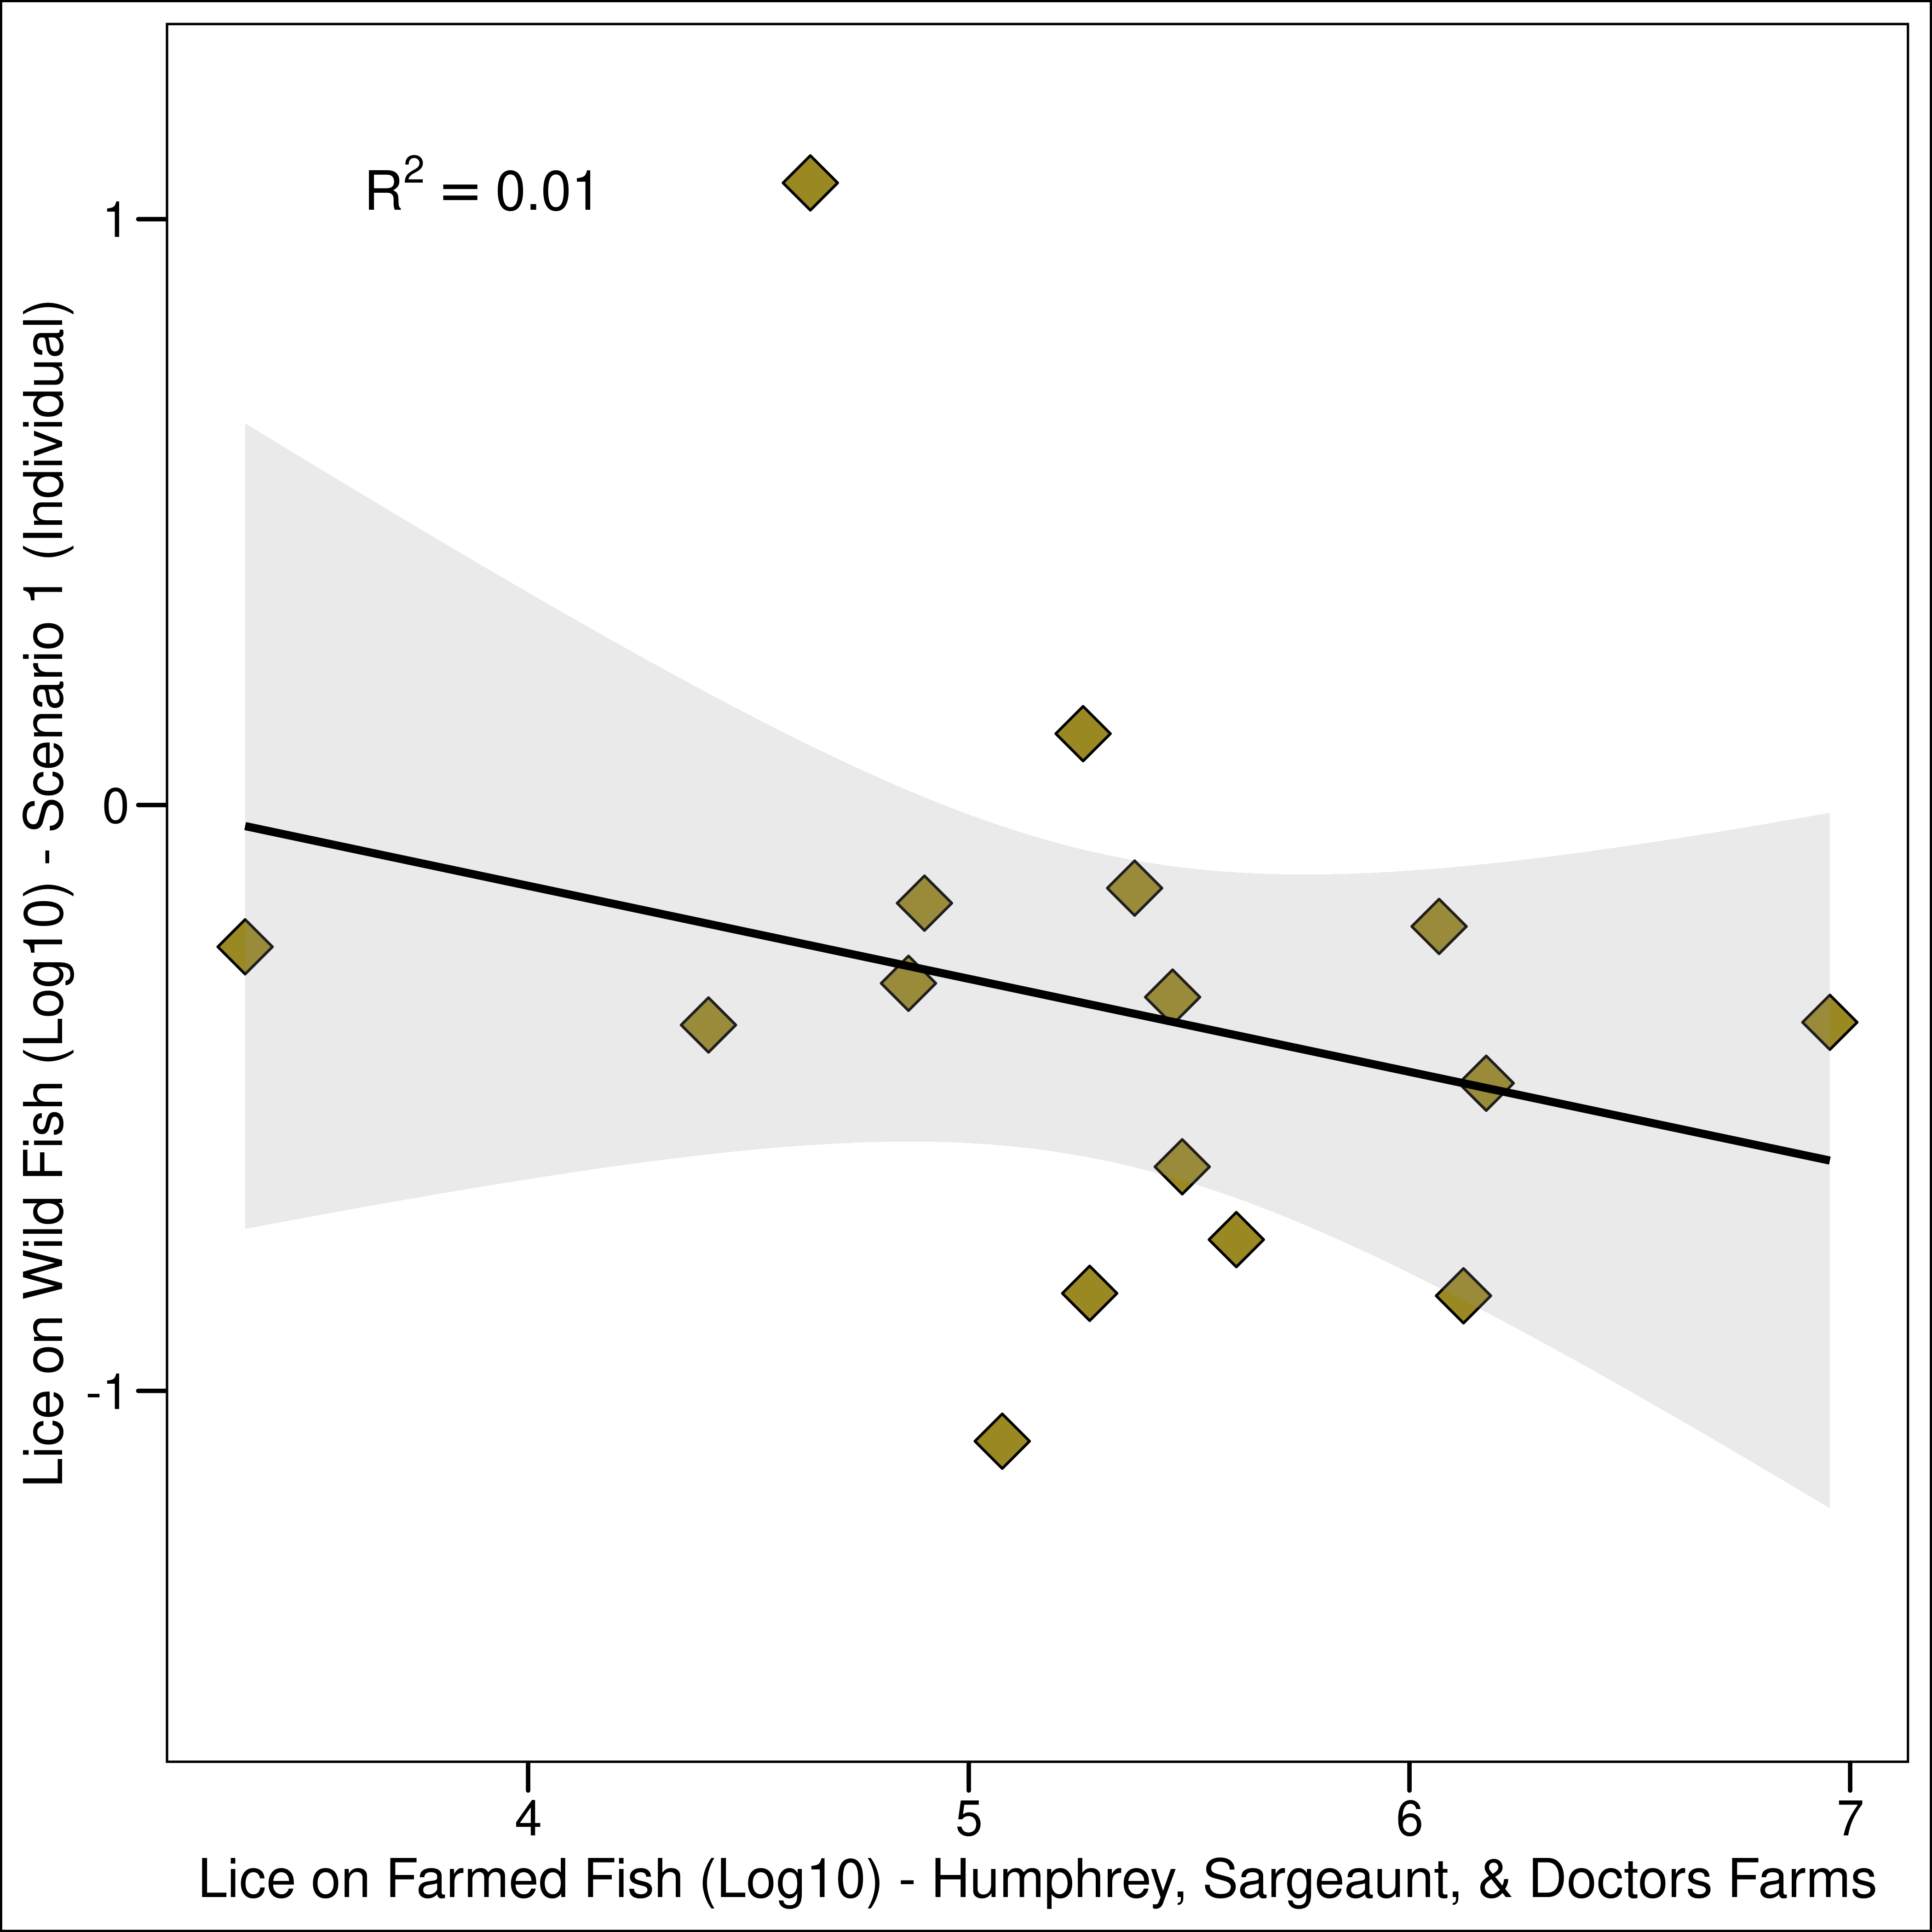 R² = 0.01
1
0
-1
Lice on Wild Fish (Log10) - Scenario 1 (Individual)
4 5 6 7
Lice on Farmed Fish (Log10) - Humphrey, Sargeaunt, & Doctors Farms